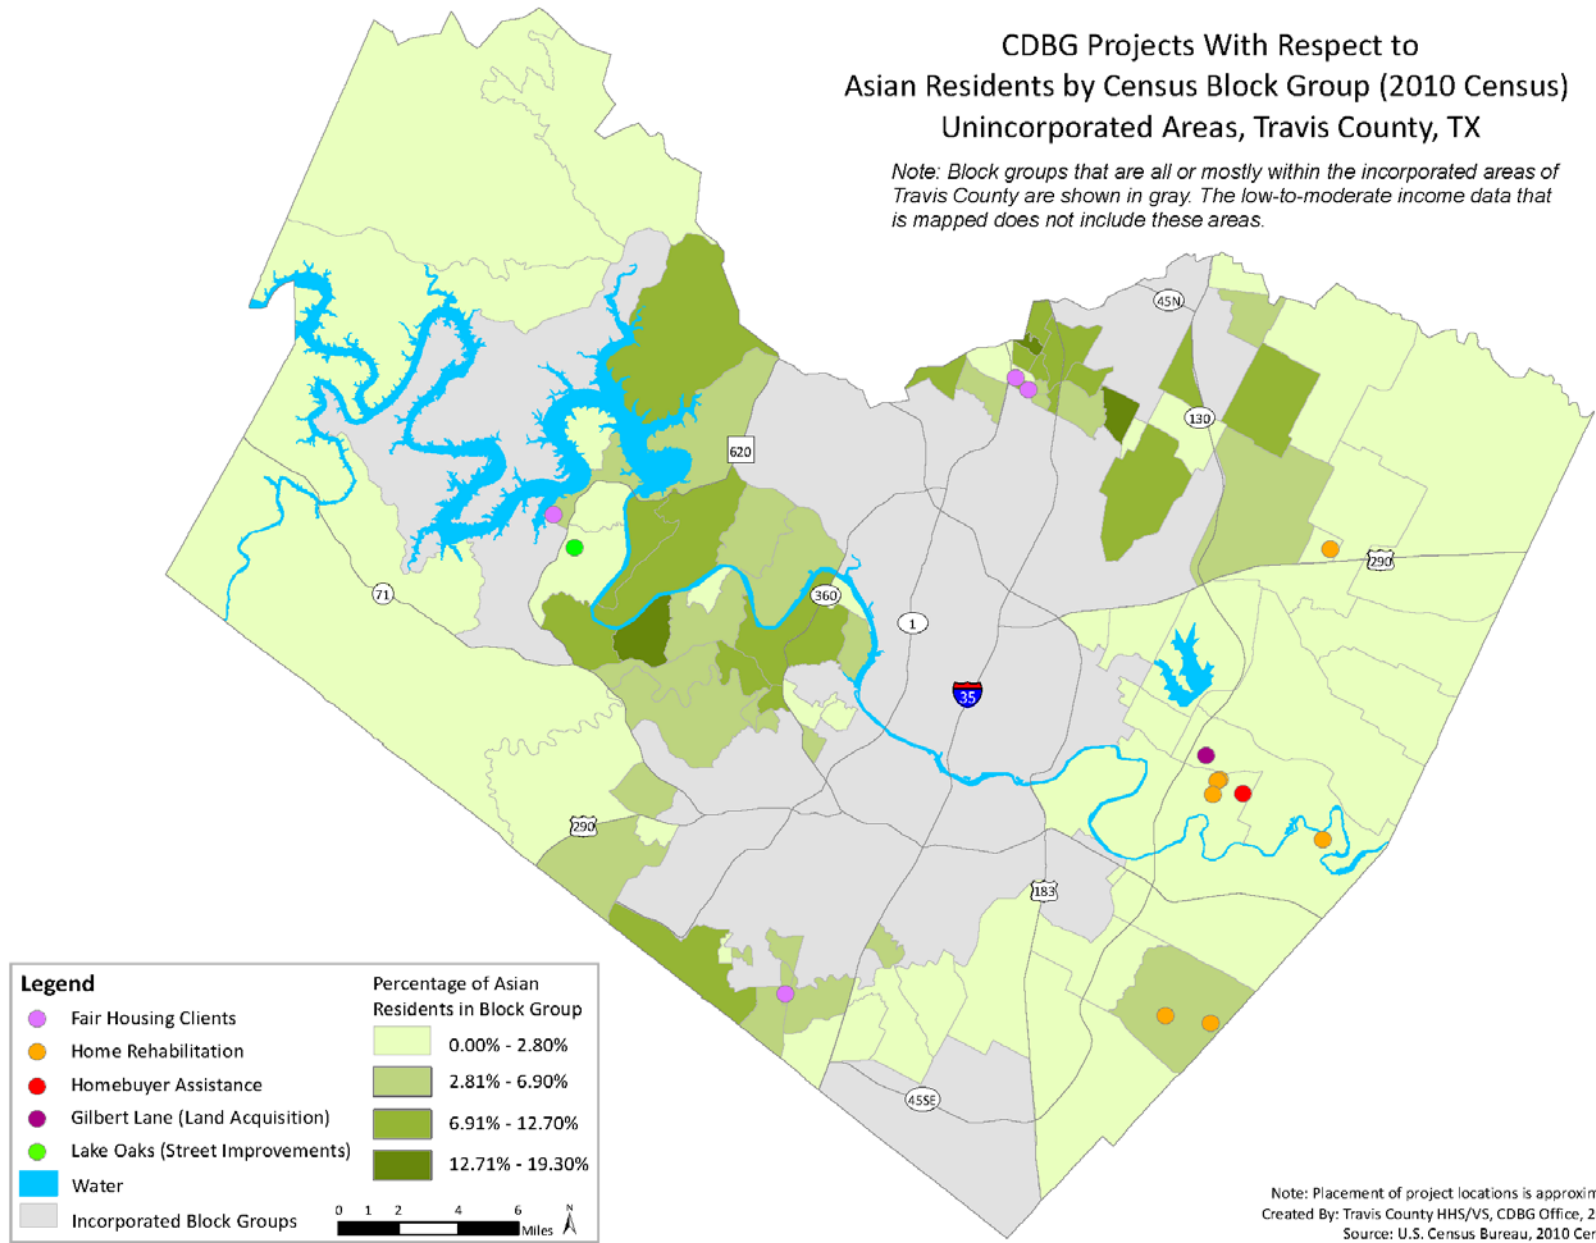 CDBG Projects With Respect to
Asian Residents by Census Block Group (2010 Census)
Unincorporated Areas, Travis County, TX
Note: Block groups that are all or mostly within the incorporated areas of
Travis County are shown in gray. The low-to-moderate income data that
is mapped does not include these areas.
45N
130
620
290
71
360
1
35
290
183
45SE
Legend
Fair Housing Clients
Home Rehabilitation
Homebuyer Assistance
Gilbert Lane (Land Acquisition)
Lake Oaks (Street Improvements)
Water
Incorporated Block Groups
Percentage of Asian
Residents in Block Group
0.00% - 2.80%
2.81% - 6.90%
6.91% - 12.70%
12.71% - 19.30%
0 1 2 4 6
Miles
N
Note: Placement of project locations is approxim
Created By: Travis County HHS/VS, CDBG Office, 2
Source: U.S. Census Bureau, 2010 Cen